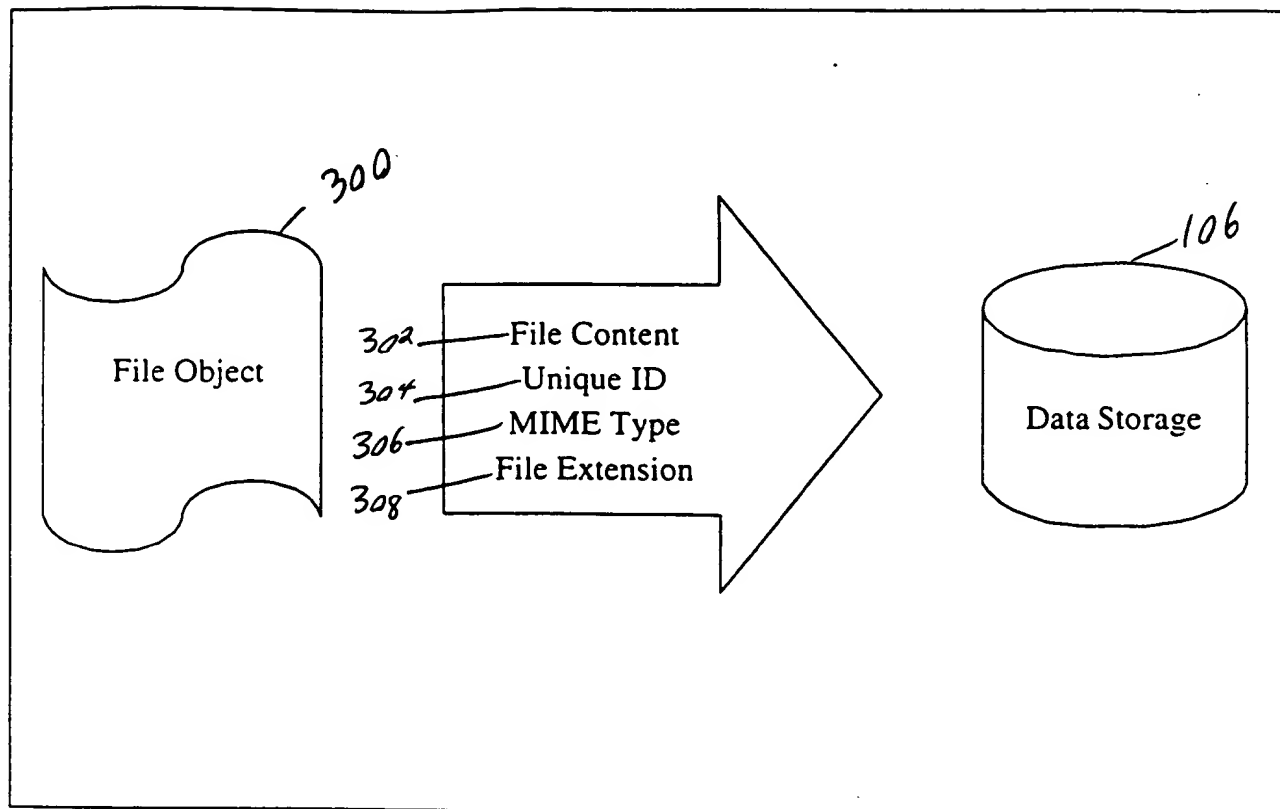 300
106
302 File Content
File Object
304 Unique ID
306 MIME Type
Data Storage
308 File Extension